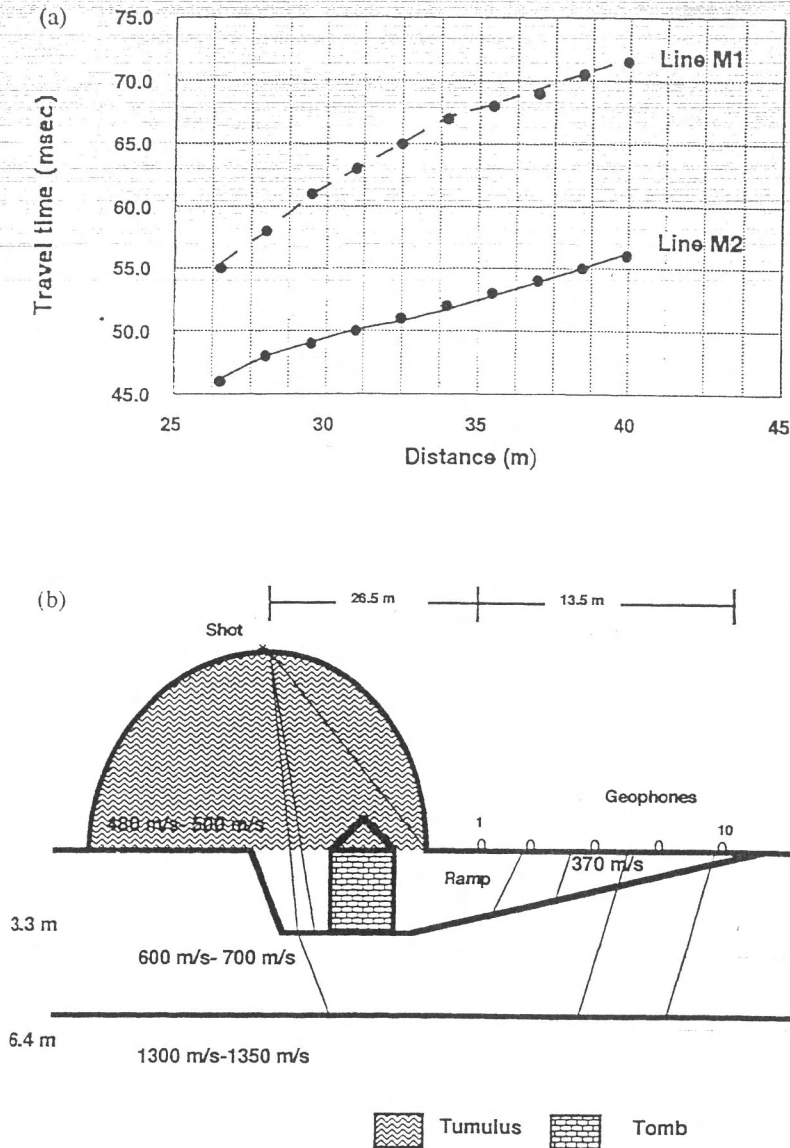 (a)
75.0
70.0
65.0
60.0
55.0
50.0
45.0
Travel time (msec)
Line M1
Line M2
25 30 35 40 45
Distance (m)
(b)
26.5 m 13.5 m
Shot
Geophones
480 m/s- 500 m/s
1 10
370 m/s
Ramp
3.3 m
600 m/s- 700 m/s
6.4 m
1300 m/s-1350 m/s
Tumulus Tomb